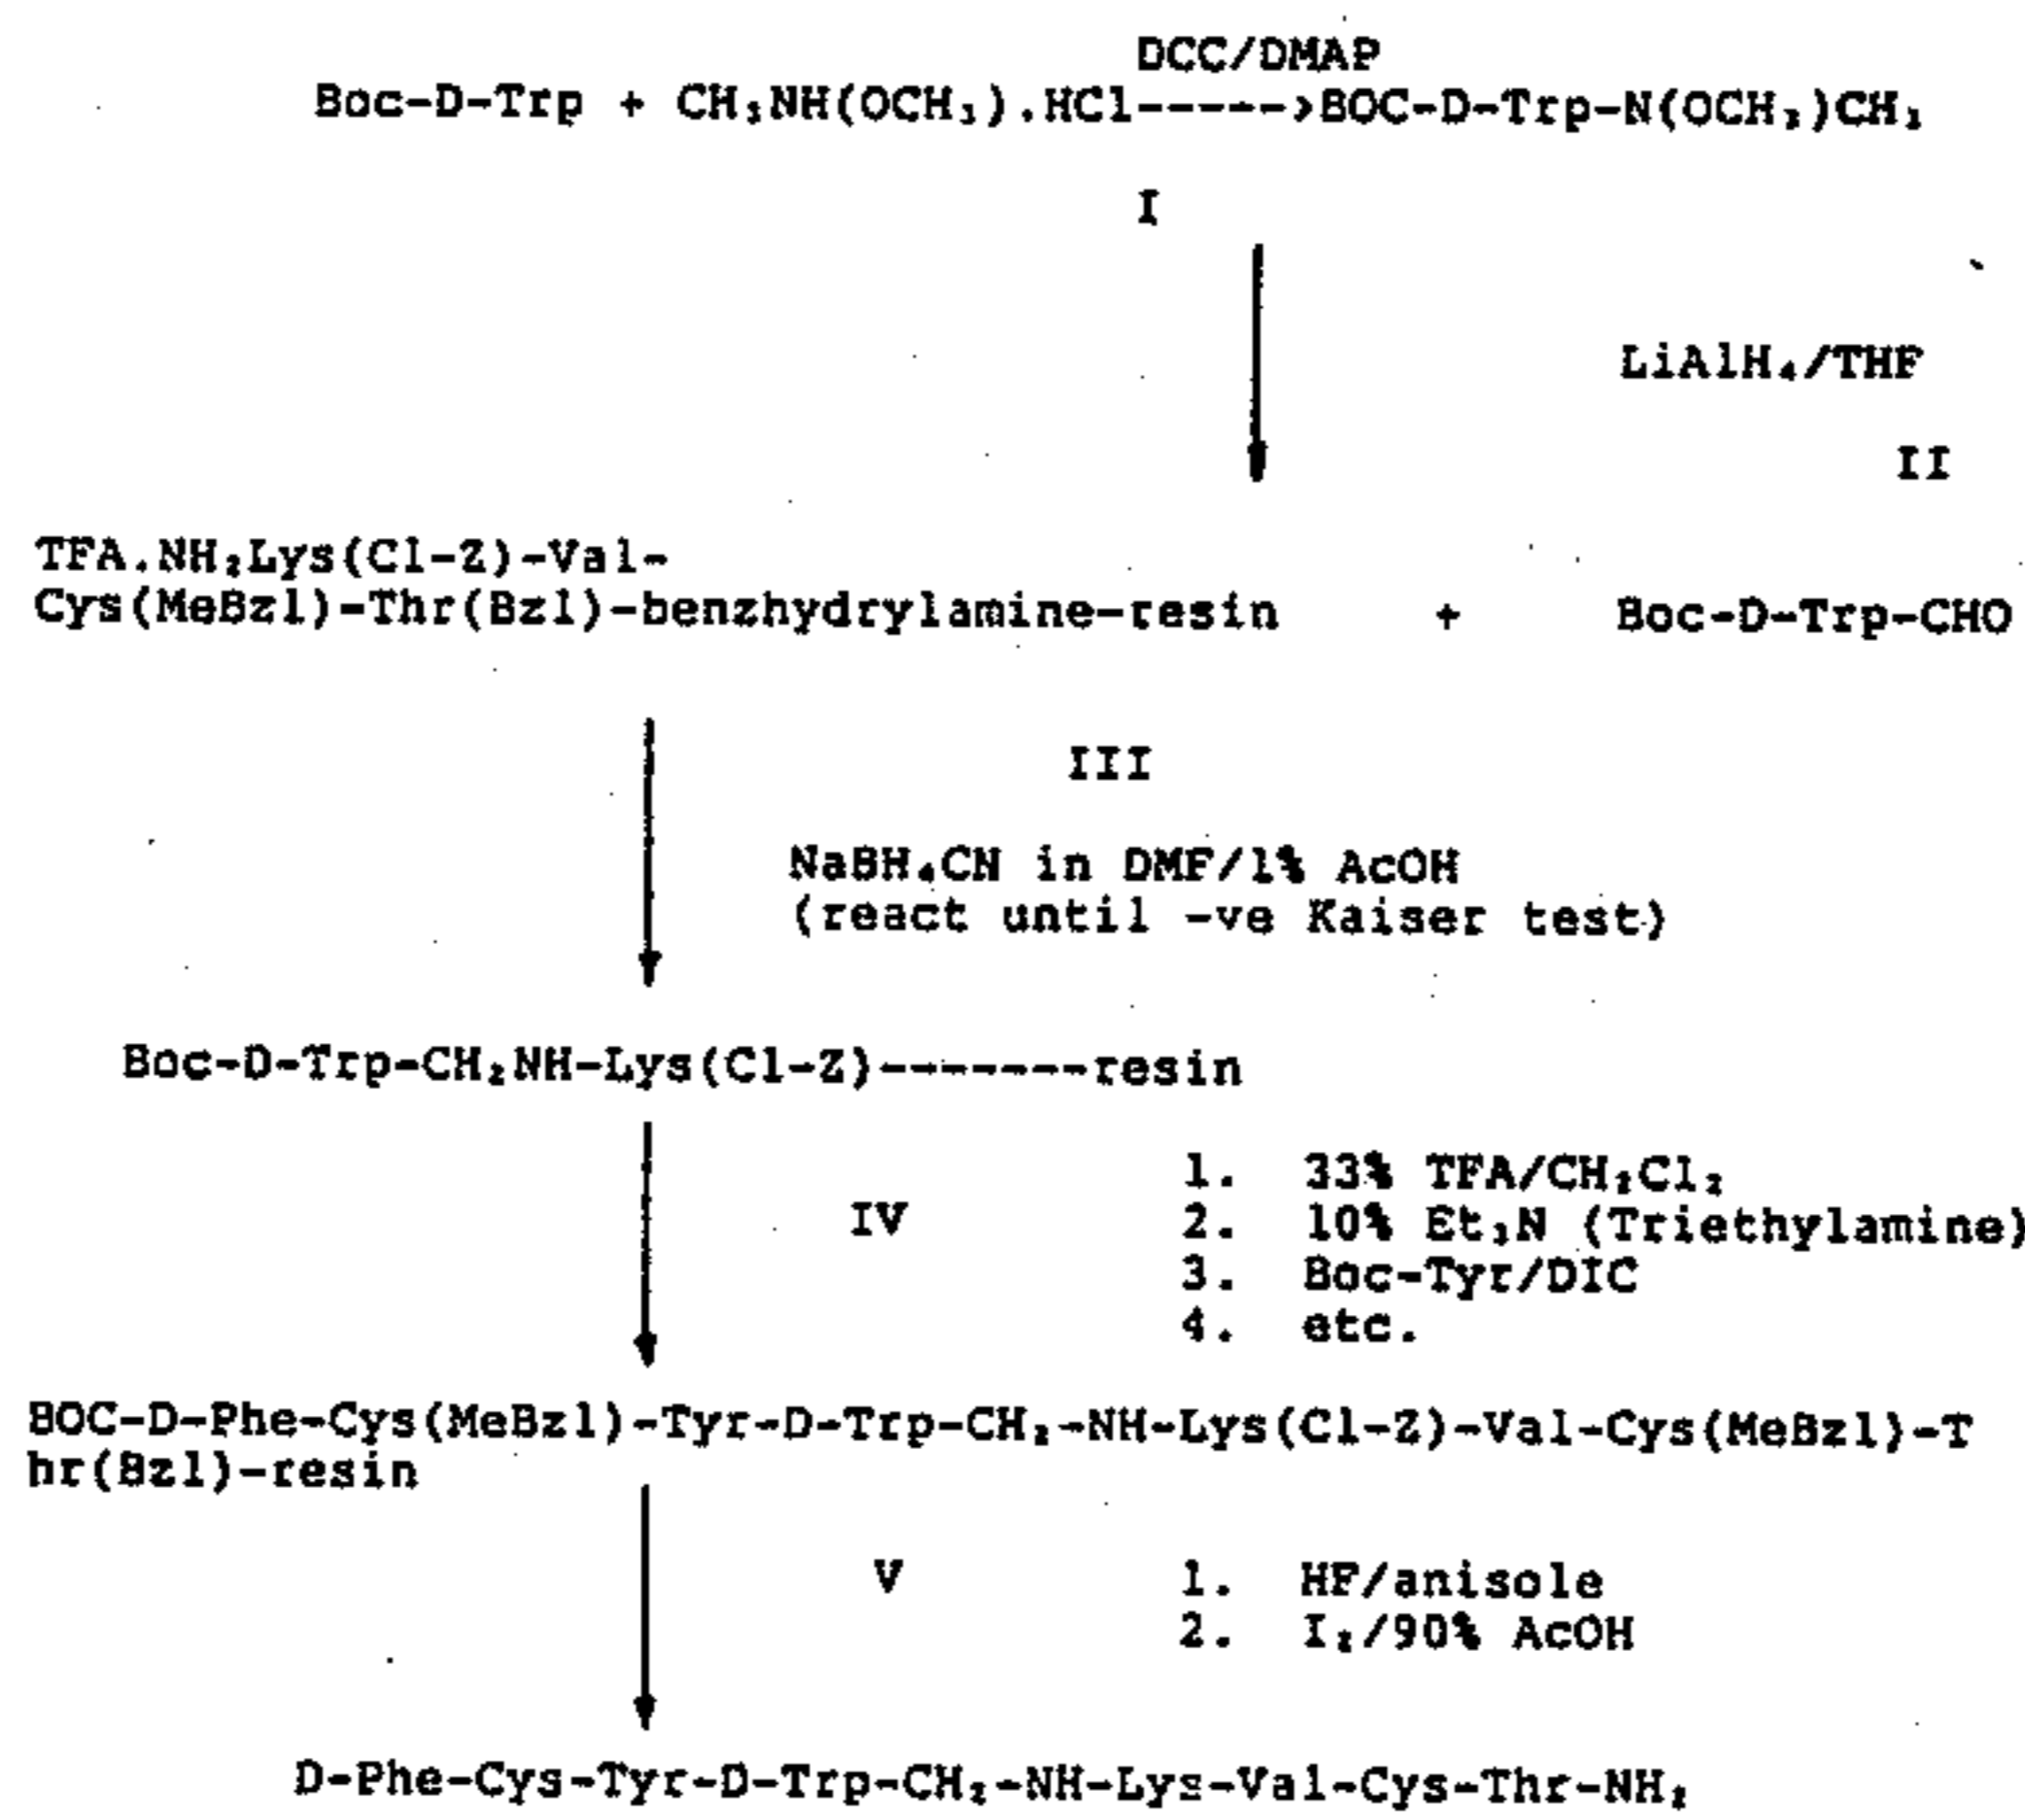 DCC/DMAP
Boc-D-Trp + CH₃NH(OCH₃).HCl----->BOC-D-Trp-N(OCH₃)CH₃
I
LiAlH₄/THF
II
TFA.NH₂Lys(Cl-Z)-Val-
Cys(MeBzl)-Thr(Bzl)-benzhydrylamine-resin + Boc-D-Trp-CHO
III
NaBH₄CN in DMF/1% AcOH
(react until -ve Kaiser test)
Boc-D-Trp-CH₂NH-Lys(Cl-Z)-------resin
IV
1. 33% TFA/CH₂Cl₂
2. 10% Et₃N (Triethylamine)
3. Boc-Tyr/DIC
4. etc.
BOC-D-Phe-Cys(MeBzl)-Tyr-D-Trp-CH₂-NH-Lys(Cl-Z)-Val-Cys(MeBzl)-T
hr(Bzl)-resin
V
1. HF/anisole
2. I₂/90% AcOH
D-Phe-Cys-Tyr-D-Trp-CH₂-NH-Lys-Val-Cys-Thr-NH₂